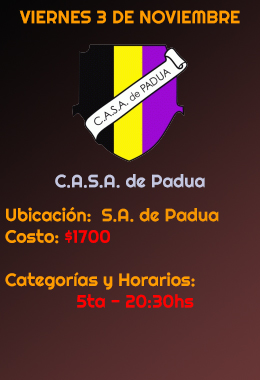 VIERNES 3 DE NOVIEMBRE
C.A.S.A. de PADUA
C.A.S.A. de Padua
Ubicación: S.A. de Padua
Costo: $1700
Categorías y Horarios:
5ta - 20:30hs